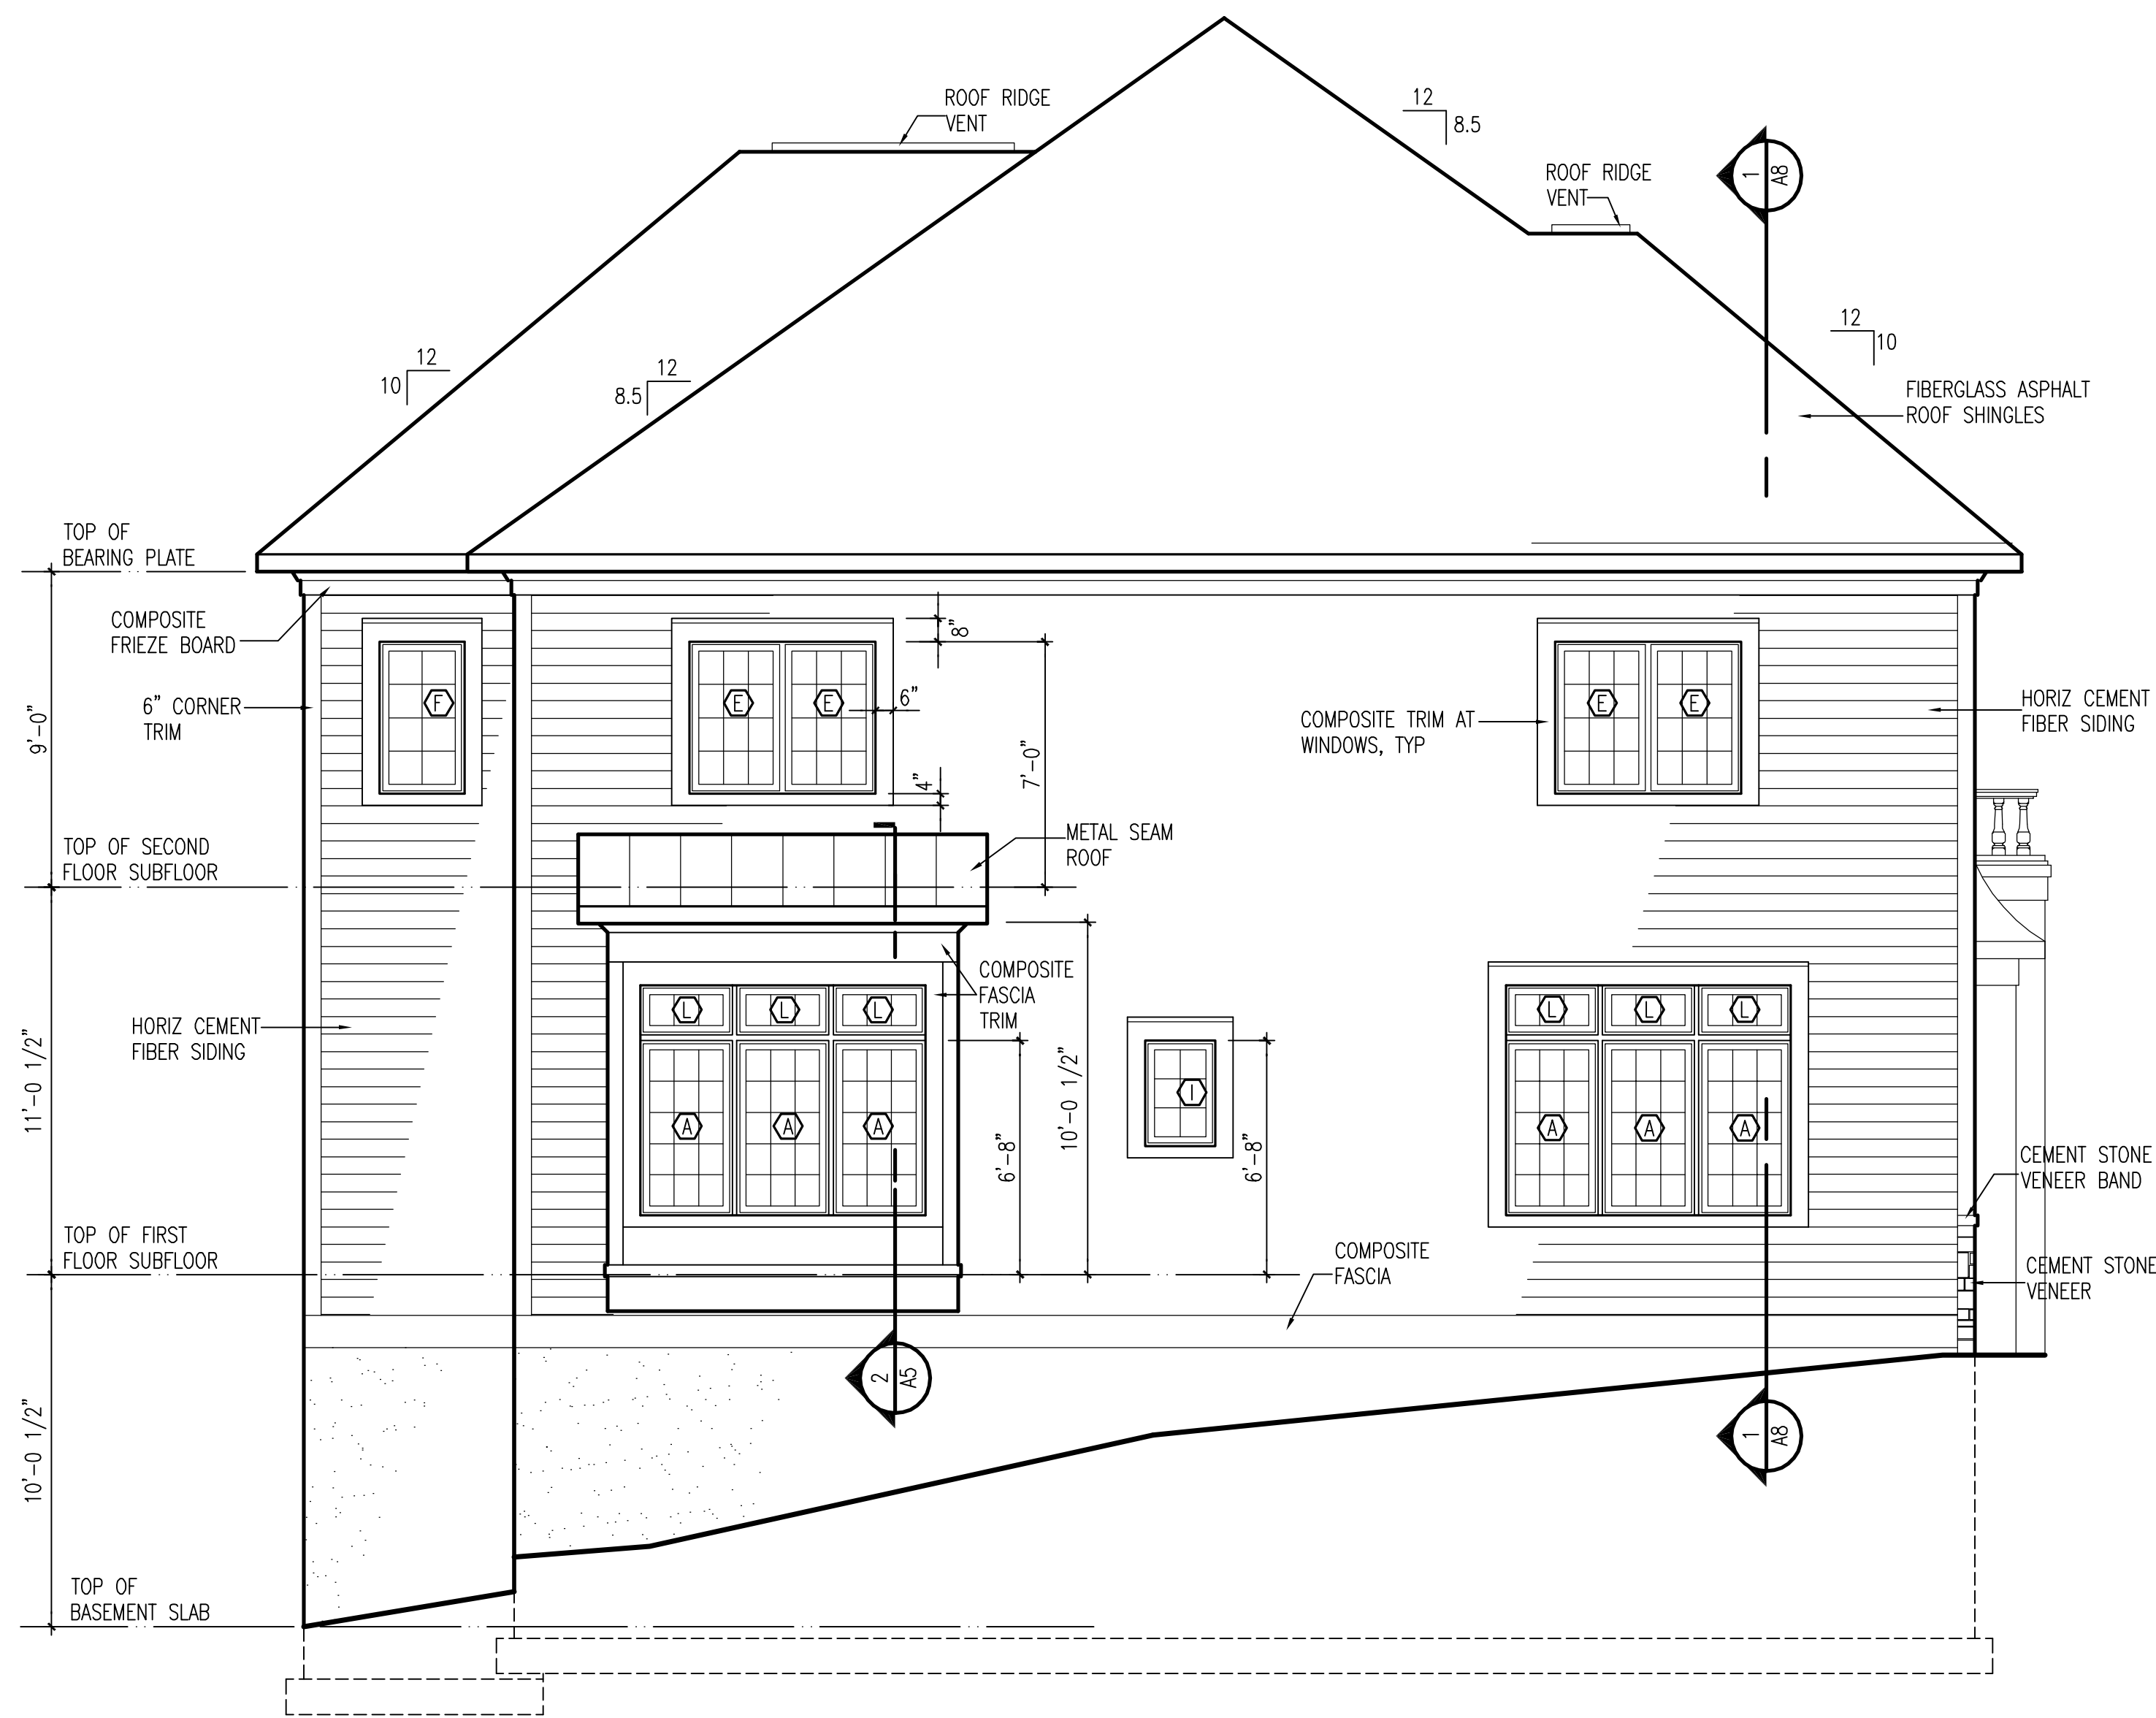 ROOF RIDGE
VENT
12
8.5
ROOF RIDGE
VENT
1
A8
12
10
12
10
12
8.5
FIBERGLASS ASPHALT
ROOF SHINGLES
TOP OF
BEARING PLATE
COMPOSITE
FRIEZE BOARD
6" CORNER
TRIM
9'-0"
F
E
E
8"
6"
4"
7'-0"
COMPOSITE TRIM AT
WINDOWS, TYP
E
E
HORIZ CEMENT
FIBER SIDING
TOP OF SECOND
FLOOR SUBFLOOR
METAL SEAM
ROOF
COMPOSITE
FASCIA
TRIM
HORIZ CEMENT
FIBER SIDING
11'-0 1/2"
L
L
L
A
A
A
6'-8"
10'-0 1/2"
I
6'-8"
L
L
L
A
A
A
CEMENT STONE
VENEER BAND
TOP OF FIRST
FLOOR SUBFLOOR
COMPOSITE
FASCIA
CEMENT STONE
VENEER
2
A5
1
A8
10'-0 1/2"
TOP OF
BASEMENT SLAB